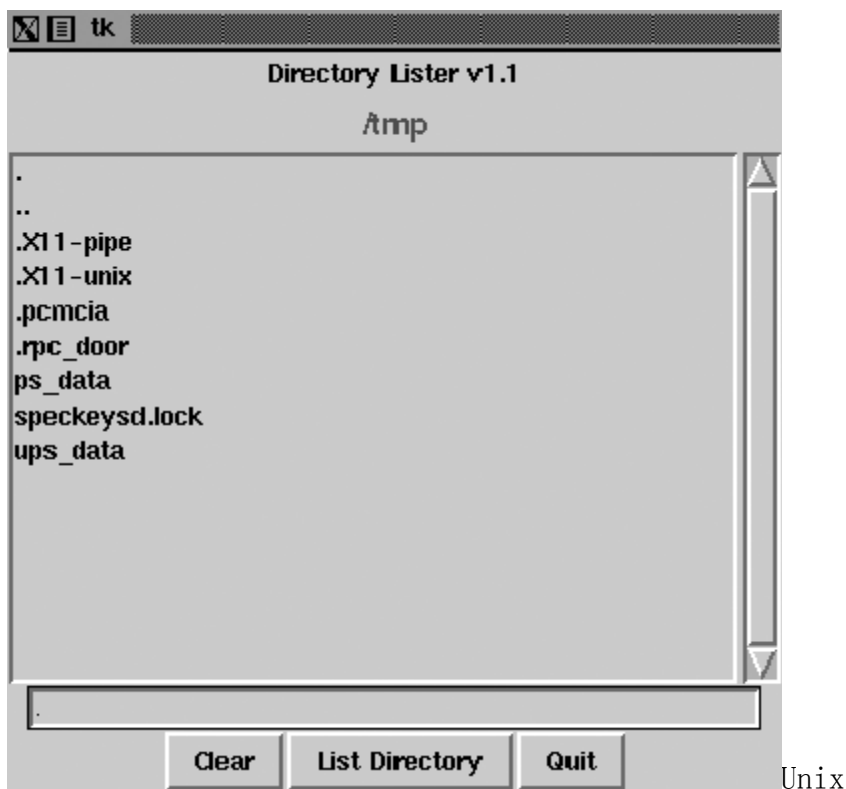 tk
Directory Lister v1.1
/tmp
.
..
.X11-pipe
.X11-unix
.pcmcia
.rpc_door
ps_data
speckeysd.lock
ups_data
.
Clear List Directory Quit
Unix